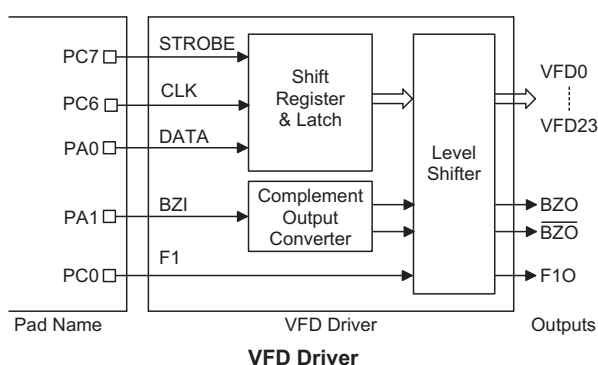 PC7
STROBE
PC6
CLK
PA0
DATA
Shift
Register
& Latch
PA1
BZI
Complement
Output
Converter
PC0
F1
Level
Shifter
VFD0
VFD23
BZO
B̅Z̅O̅
F1O
Pad Name
VFD Driver
Outputs
VFD Driver